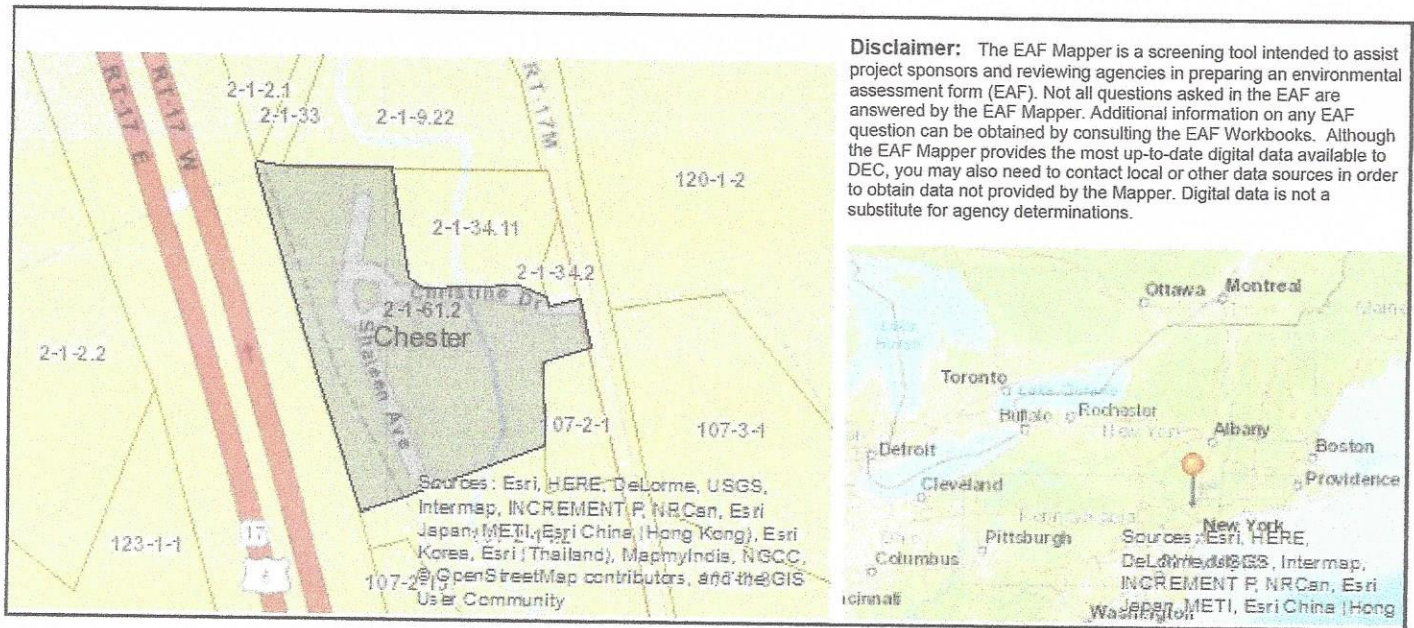 Disclaimer: The EAF Mapper is a screening tool intended to assist
project sponsors and reviewing agencies in preparing an environmental
assessment form (EAF). Not all questions asked in the EAF are
answered by the EAF Mapper. Additional information on any EAF
question can be obtained by consulting the EAF Workbooks. Although
the EAF Mapper provides the most up-to-date digital data available to
DEC, you may also need to contact local or other data sources in order
to obtain data not provided by the Mapper. Digital data is not a
substitute for agency determinations.
RT-17 E
RT-17 W
2-1-2.1
2-1-33
2-1-9.22
RT-17M
120-1-2
2-1-34.11
2-1-34.2
Christine Dr
2-1-61.2
Chester
Shaleen Ave
2-1-2.2
107-2-1
107-3-1
123-1-1
17
6
Sources: Esri, HERE, DeLorme, USGS,
Intermap, INCREMENT P, NRCan, Esri
Japan, METI, Esri China (Hong Kong), Esri
Korea, Esri (Thailand), MapmyIndia, NGCC,
© OpenStreetMap contributors, and the GIS
User Community
Ottawa
Montreal
Toronto
Buffalo
Rochester
New York
Albany
Boston
Detroit
Providence
Cleveland
Pittsburgh
New York
Columbus
cinnati
Washington
Sources: Esri, HERE,
DeLorme, USGS, Intermap,
INCREMENT P, NRCan, Esri
Japan, METI, Esri China (Hong